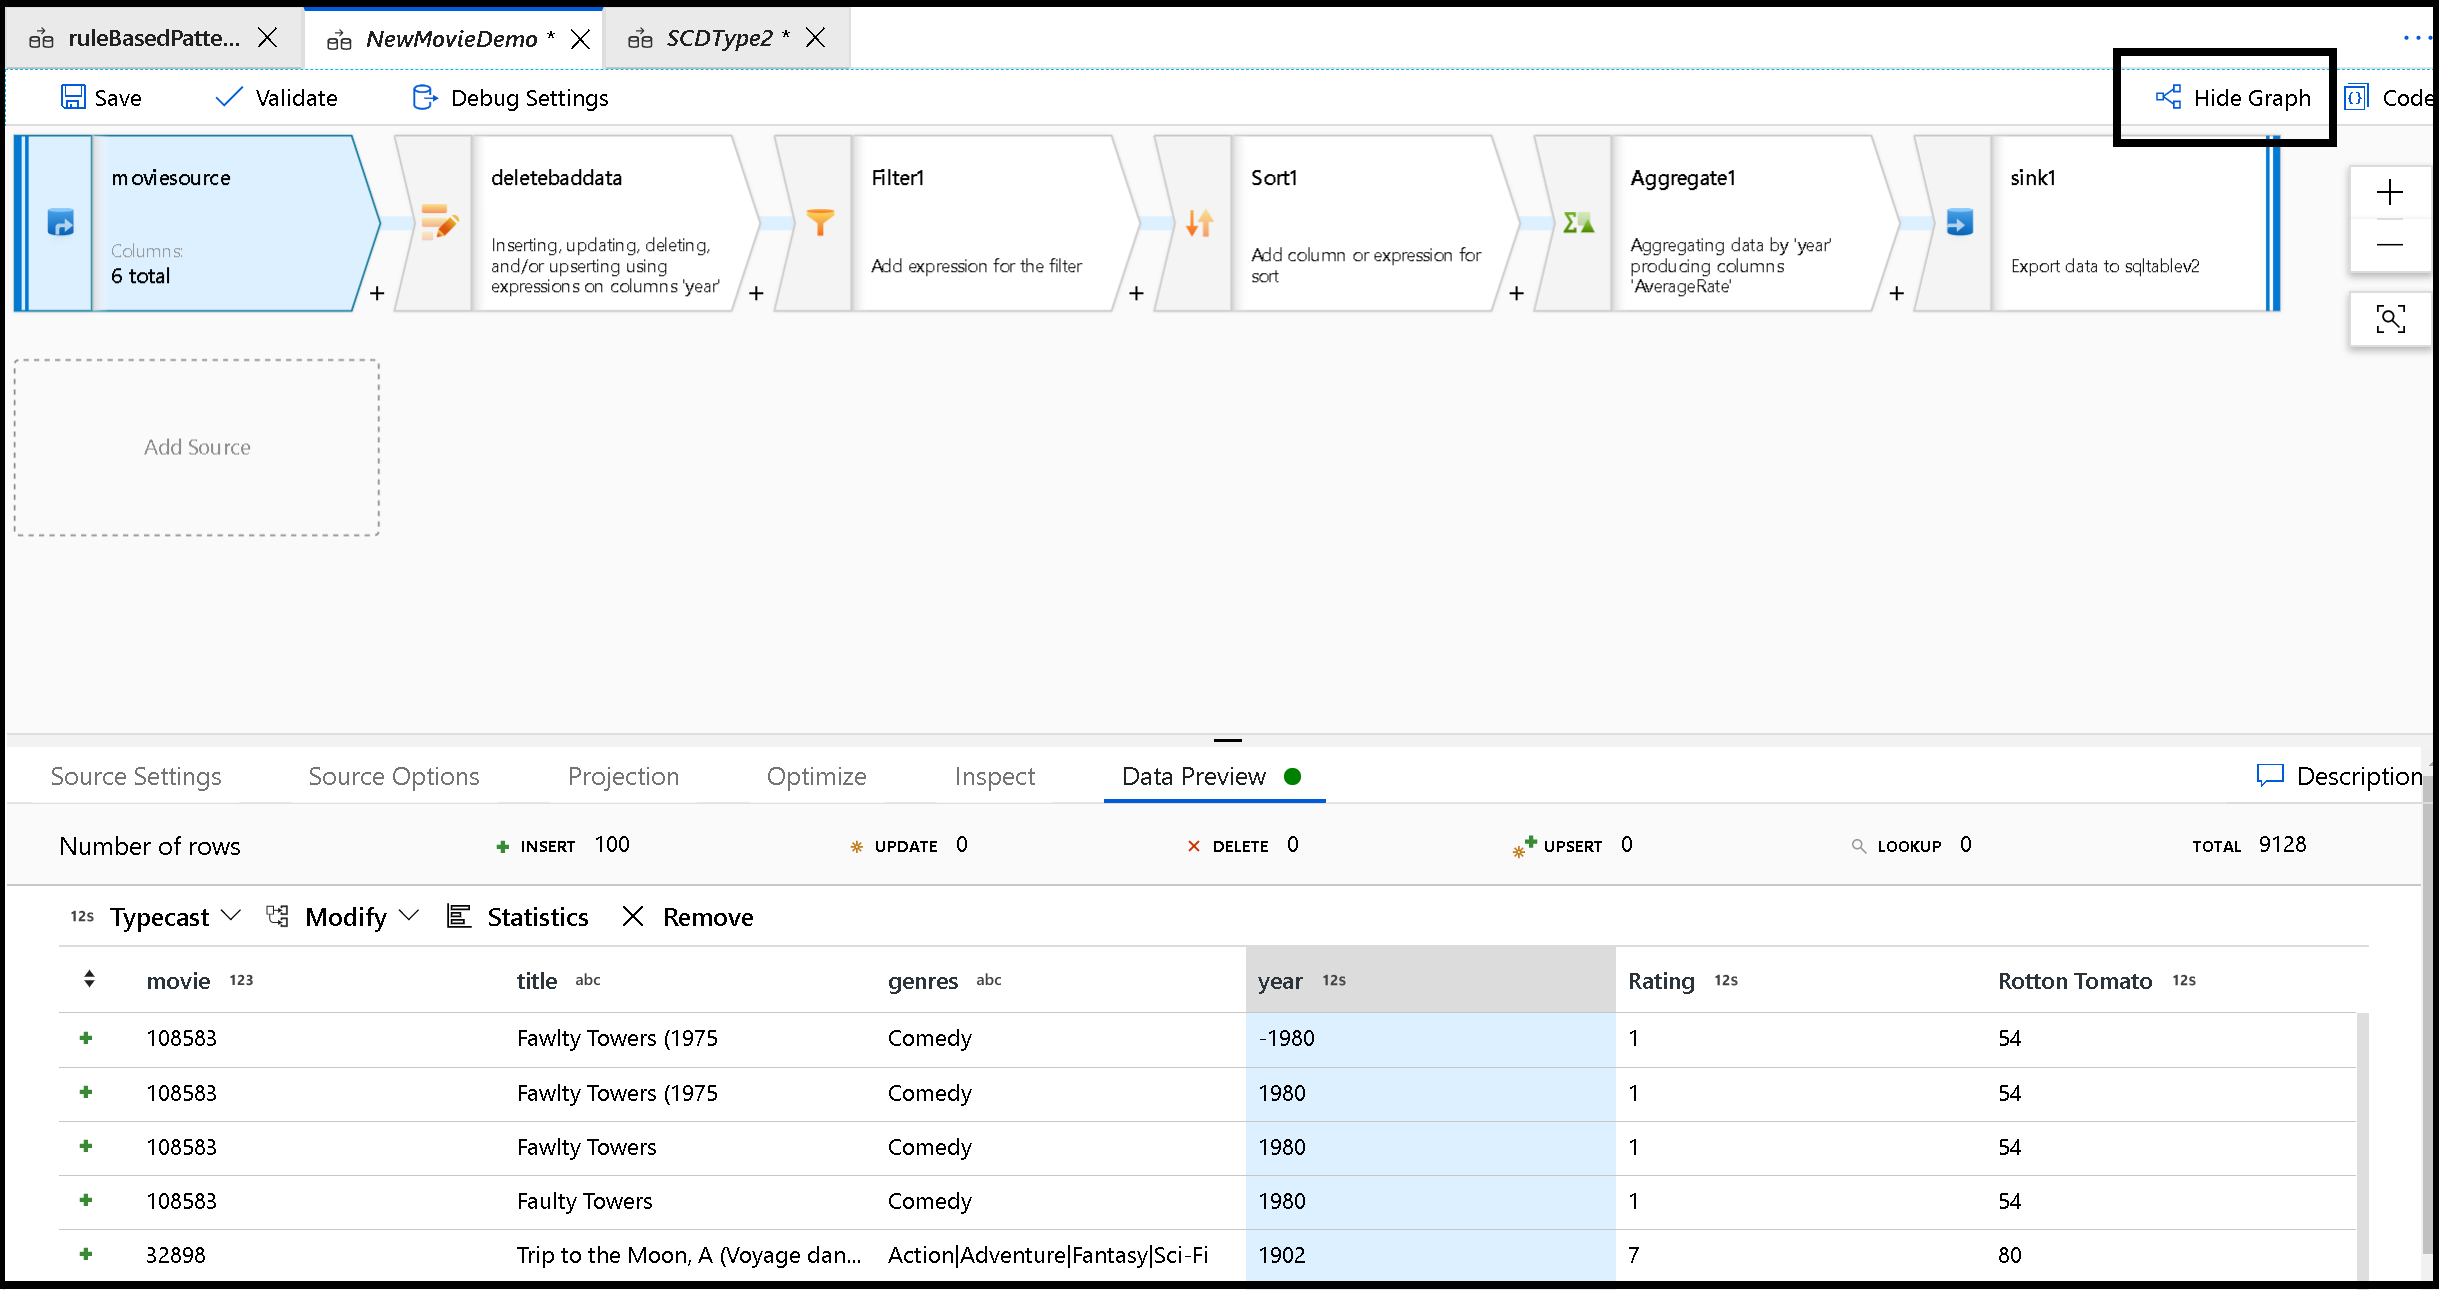 ruleBasedPatte...
NewMovieDemo *
SCDType2 *
Save
Validate
Debug Settings
Hide Graph
Code
moviesource
Columns:
6 total
deletebaddata
Inserting, updating, deleting,
and/or upserting using
expressions on columns 'year'
Filter1
Add expression for the filter
Sort1
Add column or expression for
sort
Aggregate1
Aggregating data by 'year'
producing columns
'AverageRate'
sink1
Export data to sqltablev2
Add Source
Source Settings
Source Options
Projection
Optimize
Inspect
Data Preview
Description
Number of rows
INSERT 100
UPDATE 0
DELETE 0
UPSERT 0
LOOKUP 0
TOTAL 9128
12s Typecast
Modify
Statistics
Remove
movie 123 title abc genres abc year 12s Rating 12s Rotton Tomato 12s
108583 Fawlty Towers (1975 Comedy -1980 1 54
108583 Fawlty Towers (1975 Comedy 1980 1 54
108583 Fawlty Towers Comedy 1980 1 54
108583 Faulty Towers Comedy 1980 1 54
32898 Trip to the Moon, A (Voyage dan... Action|Adventure|Fantasy|Sci-Fi 1902 7 80